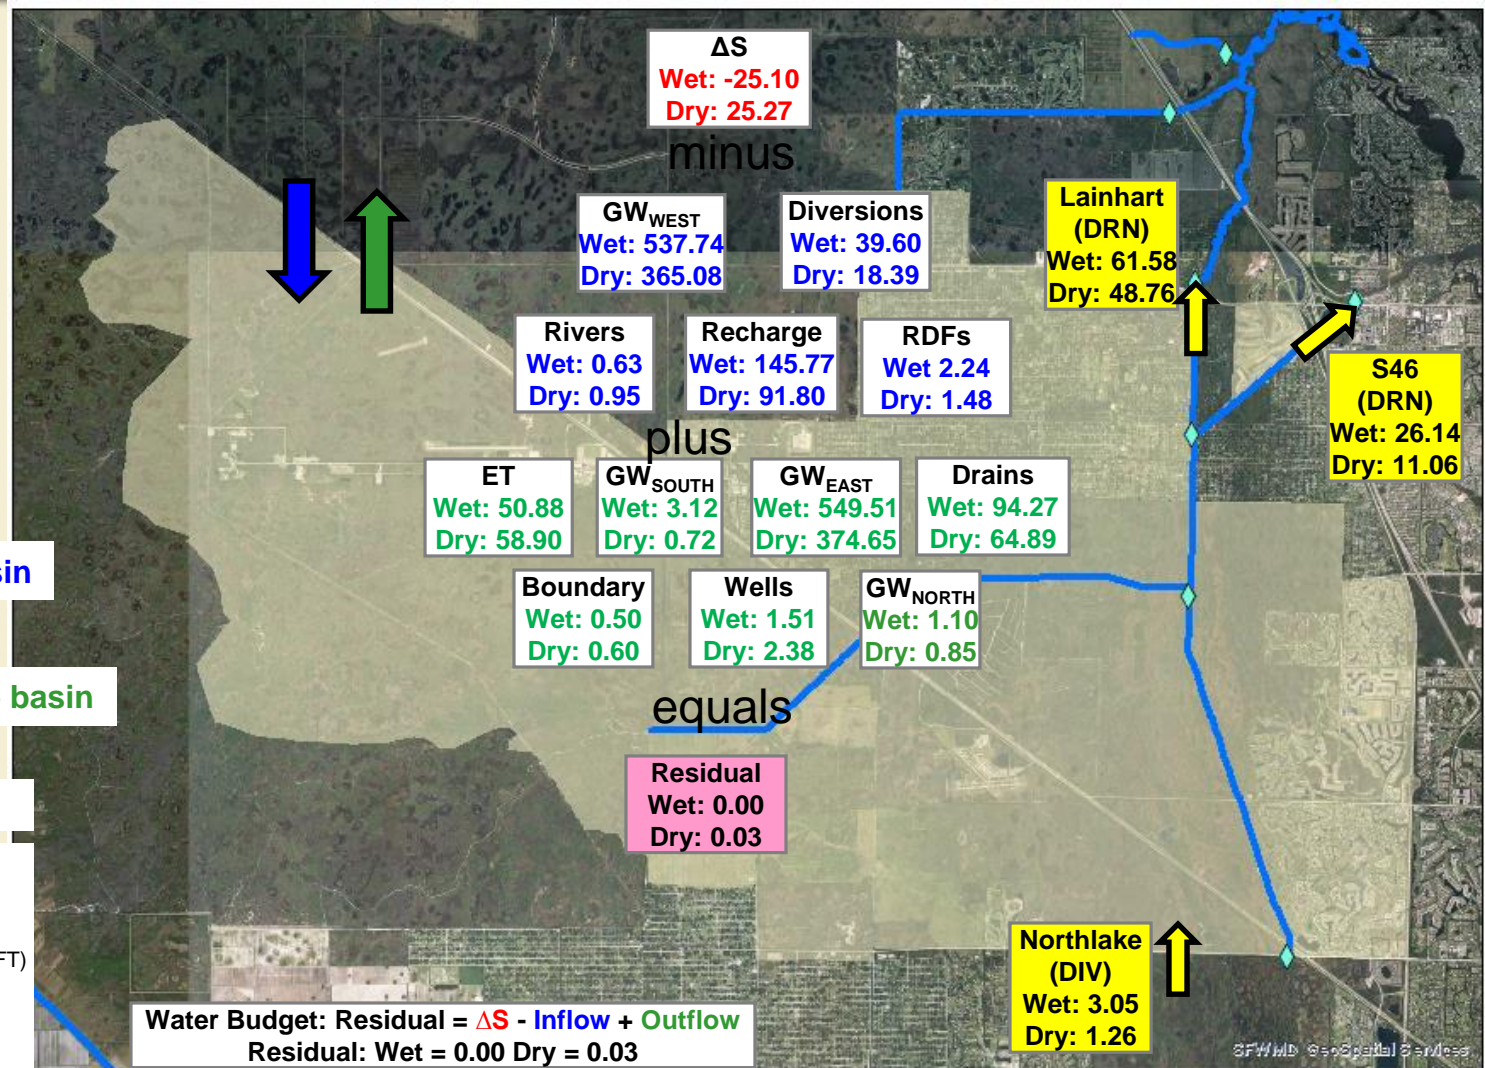 ΔS
Wet: -25.10
Dry: 25.27
minus
GW_WEST
Wet: 537.74
Dry: 365.08
Diversions
Wet: 39.60
Dry: 18.39
Lainhart
(DRN)
Wet: 61.58
Dry: 48.76
Rivers
Wet: 0.63
Dry: 0.95
Recharge
Wet: 145.77
Dry: 91.80
RDFs
Wet 2.24
Dry: 1.48
S46
(DRN)
Wet: 26.14
Dry: 11.06
plus
ET
Wet: 50.88
Dry: 58.90
GW_SOUTH
Wet: 3.12
Dry: 0.72
GW_EAST
Wet: 549.51
Dry: 374.65
Drains
Wet: 94.27
Dry: 64.89
sin
Boundary
Wet: 0.50
Dry: 0.60
Wells
Wet: 1.51
Dry: 2.38
GW_NORTH
Wet: 1.10
Dry: 0.85
basin
equals
Residual
Wet: 0.00
Dry: 0.03
FT)
Northlake
(DIV)
Wet: 3.05
Dry: 1.26
Water Budget: Residual = ΔS - Inflow + Outflow
Residual: Wet = 0.00 Dry = 0.03
SFWMD GeoSpatial Services